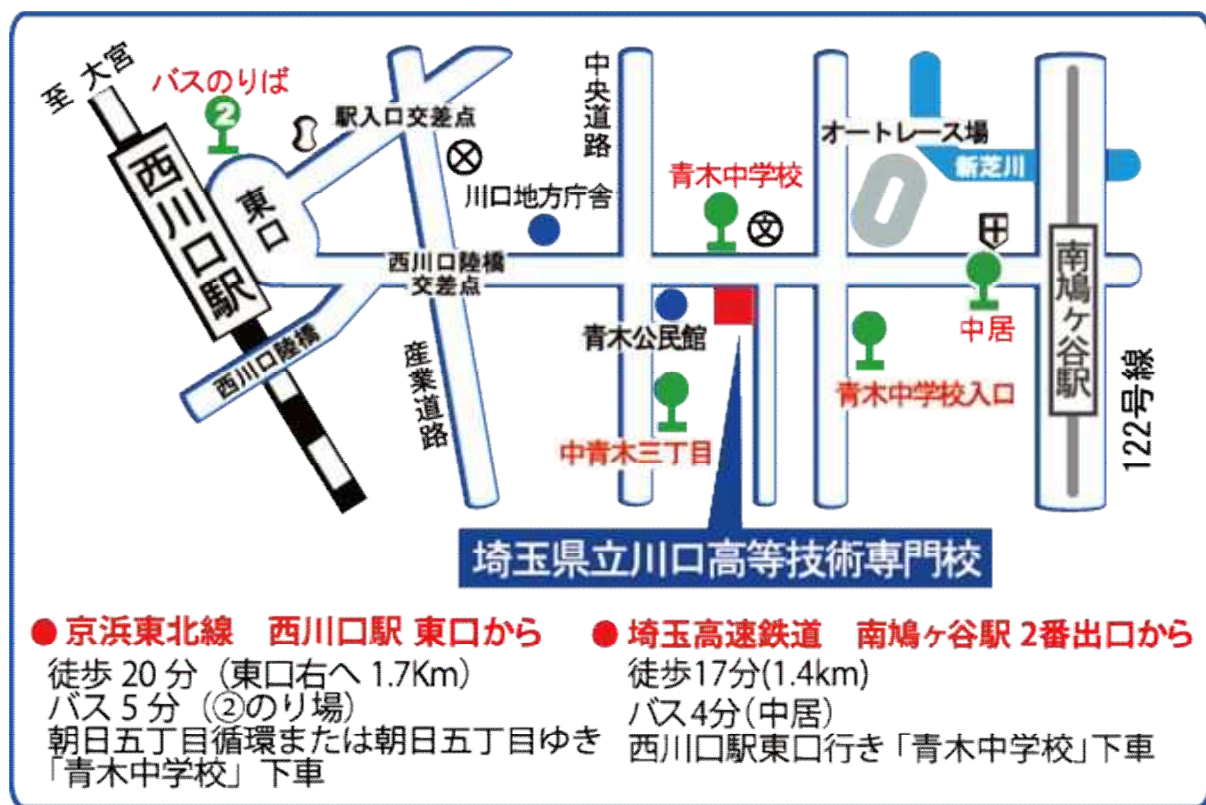 至 大宮
バスのりば
2
駅入口交差点
中央道路
オートレース場
新芝川
西川口駅
東口
川口地方庁舎
青木中学校
文
西川口陸橋
交差点
南鳩ヶ谷駅
中居
青木公民館
西川口陸橋
産業道路
青木中学校入口
122号線
中青木三丁目
埼玉県立川口高等技術専門校
● 京浜東北線 西川口駅 東口から
徒歩 20 分（東口右へ 1.7Km）
バス 5 分（②のり場）
朝日五丁目循環または朝日五丁目ゆき
「青木中学校」下車
● 埼玉高速鉄道 南鳩ヶ谷駅 2番出口から
徒歩17分(1.4km)
バス4分(中居)
西川口駅東口行き「青木中学校」下車